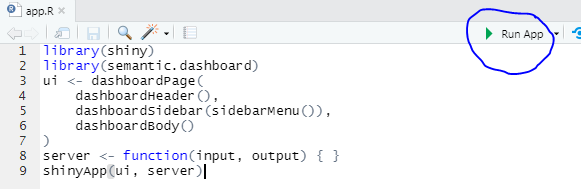 app.R
Run App
1 library(shiny)
2 library(semantic.dashboard)
3 ui <- dashboardPage(
4     dashboardHeader(),
5     dashboardSidebar(sidebarMenu()),
6     dashboardBody()
7 )
8 server <- function(input, output) { }
9 shinyApp(ui, server)